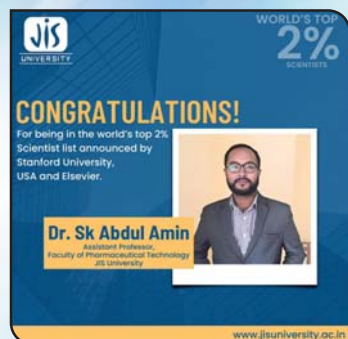 JIS
UNIVERSITY
WORLD'S TOP
2%
SCIENTISTS
CONGRATULATIONS!
For being in the world's top 2%
Scientist list announced by
Stanford University,
USA and Elsevier.
Dr. Sk Abdul Amin
Assistant Professor,
Faculty of Pharmaceutical Technology
JIS University
www.jisuniversity.ac.in